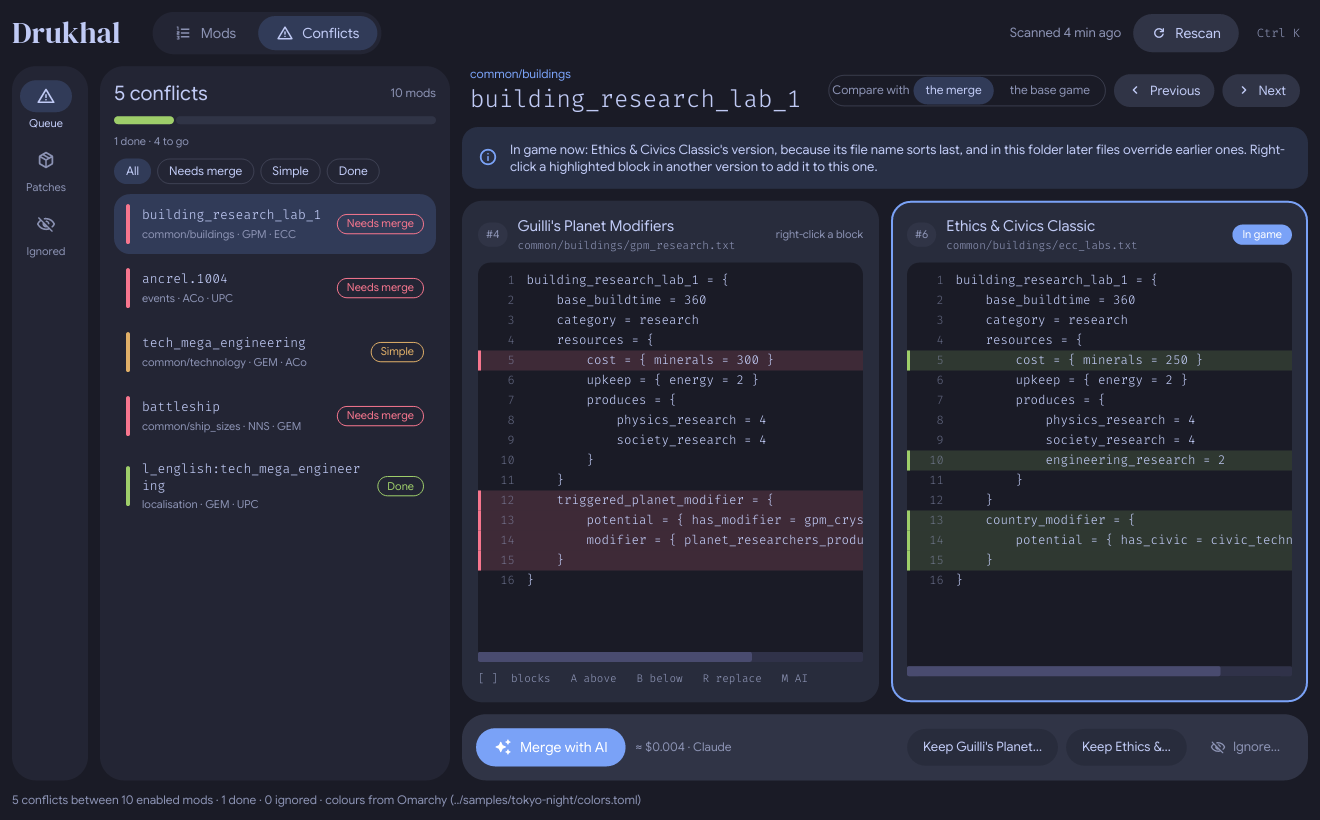 Drukhal
Mods
Conflicts
Scanned 4 min ago
Rescan
Ctrl K
Queue
Patches
Ignored
5 conflicts
10 mods
1 done · 4 to go
All
Needs merge
Simple
Done
building_research_lab_1
common/buildings · GPM · ECC
Needs merge
ancrel.1004
events · ACo · UPC
Needs merge
tech_mega_engineering
common/technology · GEM · ACo
Simple
battleship
common/ship_sizes · NNS · GEM
Needs merge
l_english:tech_mega_engineer
ing
localisation · GEM · UPC
Done
common/buildings
building_research_lab_1
Compare with
the merge
the base game
Previous
Next
In game now: Ethics & Civics Classic's version, because its file name sorts last, and in this folder later files override earlier ones. Right-
click a highlighted block in another version to add it to this one.
#4
Guilli's Planet Modifiers
common/buildings/gpm_research.txt
right-click a block
1 building_research_lab_1 = {
2 base_buildtime = 360
3 category = research
4 resources = {
5 cost = { minerals = 300 }
6 upkeep = { energy = 2 }
7 produces = {
8 physics_research = 4
9 society_research = 4
10 }
11 }
12 triggered_planet_modifier = {
13 potential = { has_modifier = gpm_crys
14 modifier = { planet_researchers_produ
15 }
16 }
[ ] blocks A above B below R replace M AI
#6
Ethics & Civics Classic
common/buildings/ecc_labs.txt
In game
1 building_research_lab_1 = {
2 base_buildtime = 360
3 category = research
4 resources = {
5 cost = { minerals = 250 }
6 upkeep = { energy = 2 }
7 produces = {
8 physics_research = 4
9 society_research = 4
10 engineering_research = 2
11 }
12 }
13 country_modifier = {
14 potential = { has_civic = civic_techn
15 }
16 }
Merge with AI
≈ $0.004 · Claude
Keep Guilli's Planet...
Keep Ethics &...
Ignore...
5 conflicts between 10 enabled mods · 1 done · 0 ignored · colours from Omarchy (../samples/tokyo-night/colors.toml)